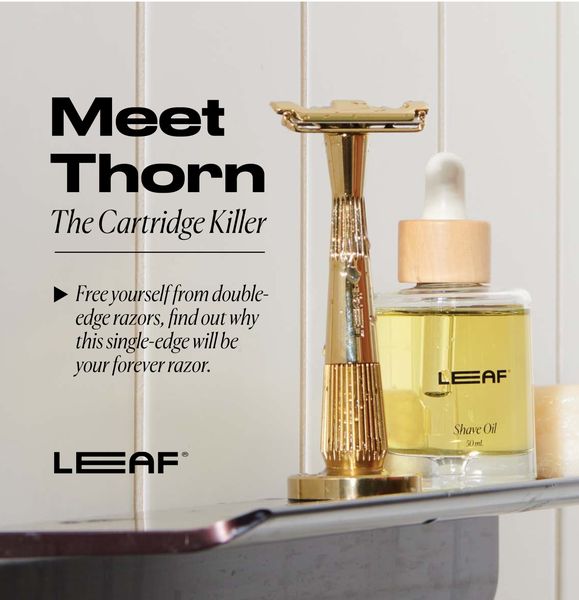 Meet
Thorn
The Cartridge Killer
Free yourself from double-
edge razors, find out why
this single-edge will be
your forever razor.
LEAF®
LEAF®
Shave Oil
50 ml.